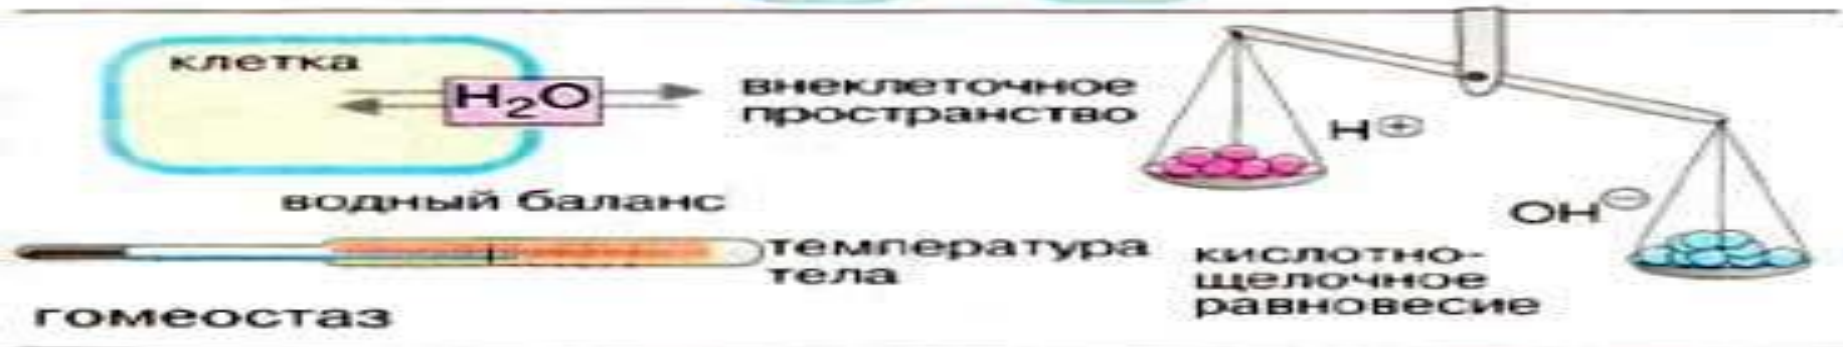 клетка
H₂O
внеклеточное
пространство
водный баланс
H⊕
OH⊖
температура
тела
кислотно-
щелочное
равновесие
гомеостаз